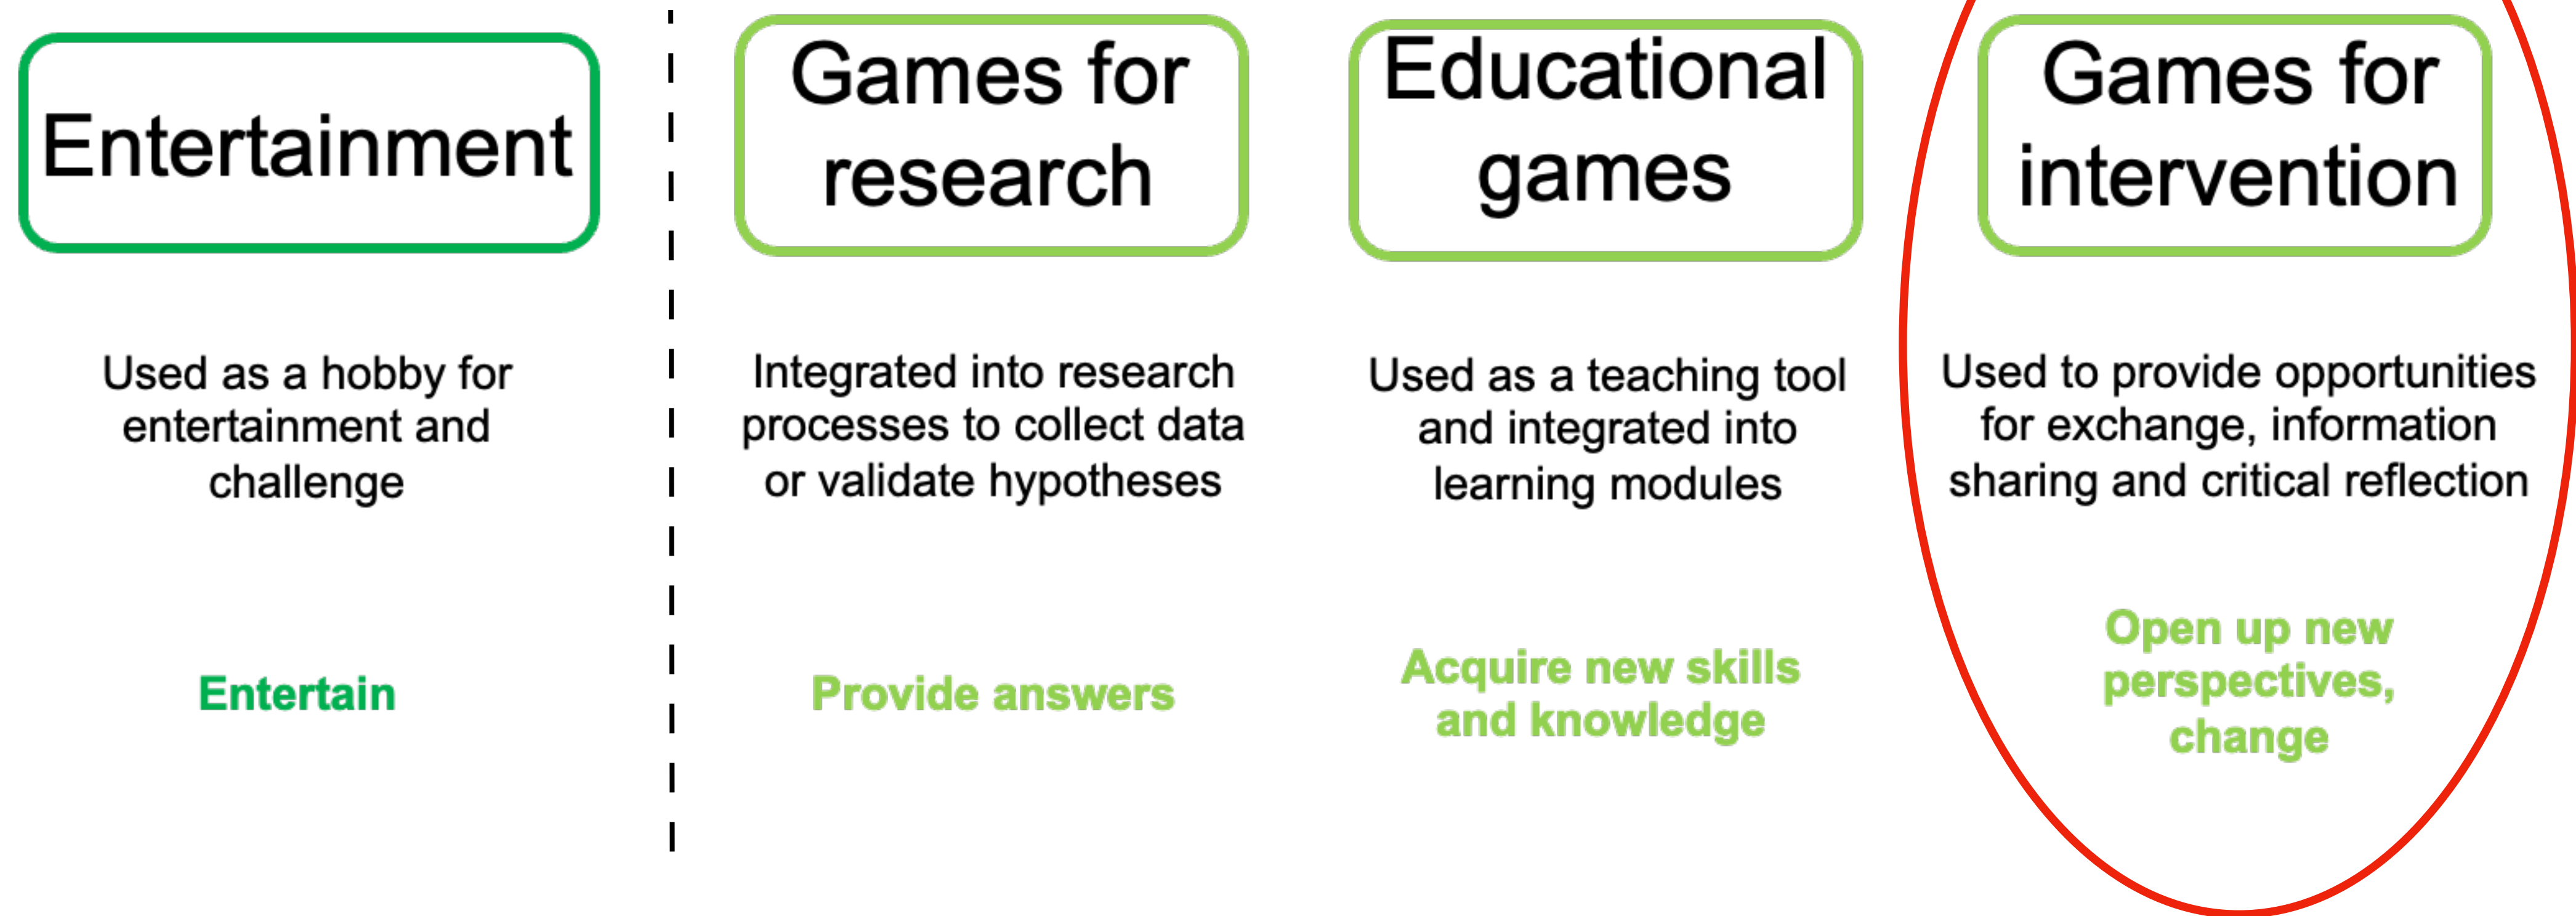 Entertainment
Used as a hobby for
entertainment and
challenge
Entertain
Games for
research
Integrated into research
processes to collect data
or validate hypotheses
Provide answers
Educational
games
Used as a teaching tool
and integrated into
learning modules
Acquire new skills
and knowledge
Games for
intervention
Used to provide opportunities
for exchange, information
sharing and critical reflection
Open up new
perspectives,
change